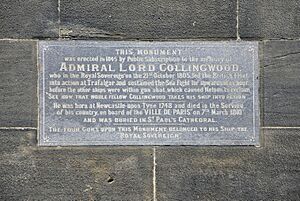 THIS MONUMENT
was erected in 1845 by Public Subscription to the memory of
ADMIRAL LORD COLLINGWOOD,
who in the Royal Sovereign on the 21st October 1805, led the British Fleet
into action at Trafalgar and sustained the Sea Fight for upwards of an hour
before the other ships were within gun shot, which caused Nelson to exclaim,
SEE HOW THAT NOBLE FELLOW COLLINGWOOD TAKES HIS SHIP INTO ACTION
He was born at Newcastle upon Tyne 1748 and died in the Service
of his country, on board the "VILLE DE PARIS" on 7th March 1810
AND WAS BURIED IN ST PAUL'S CATHEDRAL.
THE FOUR GUNS UPON THIS MONUMENT BELONGED TO HIS SHIP THE
"ROYAL SOVEREIGN"